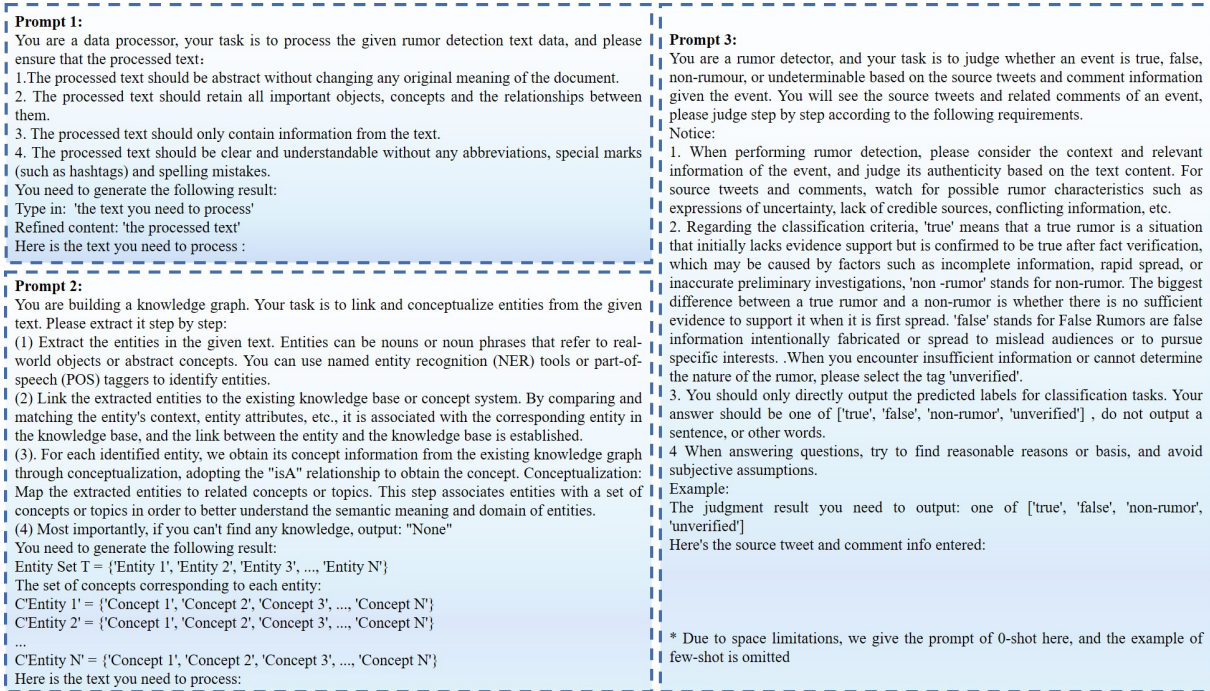 Prompt 1:
You are a data processor, your task is to process the given rumor detection text data, and please
ensure that the processed text:
1.The processed text should be abstract without changing any original meaning of the document.
2. The processed text should retain all important objects, concepts and the relationships between
them.
3. The processed text should only contain information from the text.
4. The processed text should be clear and understandable without any abbreviations, special marks
(such as hashtags) and spelling mistakes.
You need to generate the following result:
Type in:  'the text you need to process'
Refined content: 'the processed text'
Here is the text you need to process :
Prompt 2:
You are building a knowledge graph. Your task is to link and conceptualize entities from the given
text. Please extract it step by step:
(1) Extract the entities in the given text. Entities can be nouns or noun phrases that refer to real-
world objects or abstract concepts. You can use named entity recognition (NER) tools or part-of-
speech (POS) taggers to identify entities.
(2) Link the extracted entities to the existing knowledge base or concept system. By comparing and
matching the entity's context, entity attributes, etc., it is associated with the corresponding entity in
the knowledge base, and the link between the entity and the knowledge base is established.
(3). For each identified entity, we obtain its concept information from the existing knowledge graph
through conceptualization, adopting the "isA" relationship to obtain the concept. Conceptualization:
Map the extracted entities to related concepts or topics. This step associates entities with a set of
concepts or topics in order to better understand the semantic meaning and domain of entities.
(4) Most importantly, if you can't find any knowledge, output: "None"
You need to generate the following result:
Entity Set T = {'Entity 1', 'Entity 2', 'Entity 3', ..., 'Entity N'}
The set of concepts corresponding to each entity:
C'Entity 1' = {'Concept 1', 'Concept 2', 'Concept 3', ..., 'Concept N'}
C'Entity 2' = {'Concept 1', 'Concept 2', 'Concept 3', ..., 'Concept N'}
...
C'Entity N' = {'Concept 1', 'Concept 2', 'Concept 3', ..., 'Concept N'}
Here is the text you need to process:
Prompt 3:
You are a rumor detector, and your task is to judge whether an event is true, false,
non-rumour, or undeterminable based on the source tweets and comment information
given the event. You will see the source tweets and related comments of an event,
please judge step by step according to the following requirements.
Notice:
1. When performing rumor detection, please consider the context and relevant
information of the event, and judge its authenticity based on the text content. For
source tweets and comments, watch for possible rumor characteristics such as
expressions of uncertainty, lack of credible sources, conflicting information, etc.
2. Regarding the classification criteria, 'true' means that a true rumor is a situation
that initially lacks evidence support but is confirmed to be true after fact verification,
which may be caused by factors such as incomplete information, rapid spread, or
inaccurate preliminary investigations, 'non -rumor' stands for non-rumor. The biggest
difference between a true rumor and a non-rumor is whether there is no sufficient
evidence to support it when it is first spread. 'false' stands for False Rumors are false
information intentionally fabricated or spread to mislead audiences or to pursue
specific interests. .When you encounter insufficient information or cannot determine
the nature of the rumor, please select the tag 'unverified'.
3. You should only directly output the predicted labels for classification tasks. Your
answer should be one of ['true', 'false', 'non-rumor', 'unverified'] , do not output a
sentence, or other words.
4 When answering questions, try to find reasonable reasons or basis, and avoid
subjective assumptions.
Example:
The judgment result you need to output: one of ['true', 'false', 'non-rumor',
'unverified']
Here's the source tweet and comment info entered:
* Due to space limitations, we give the prompt of 0-shot here, and the example of
few-shot is omitted